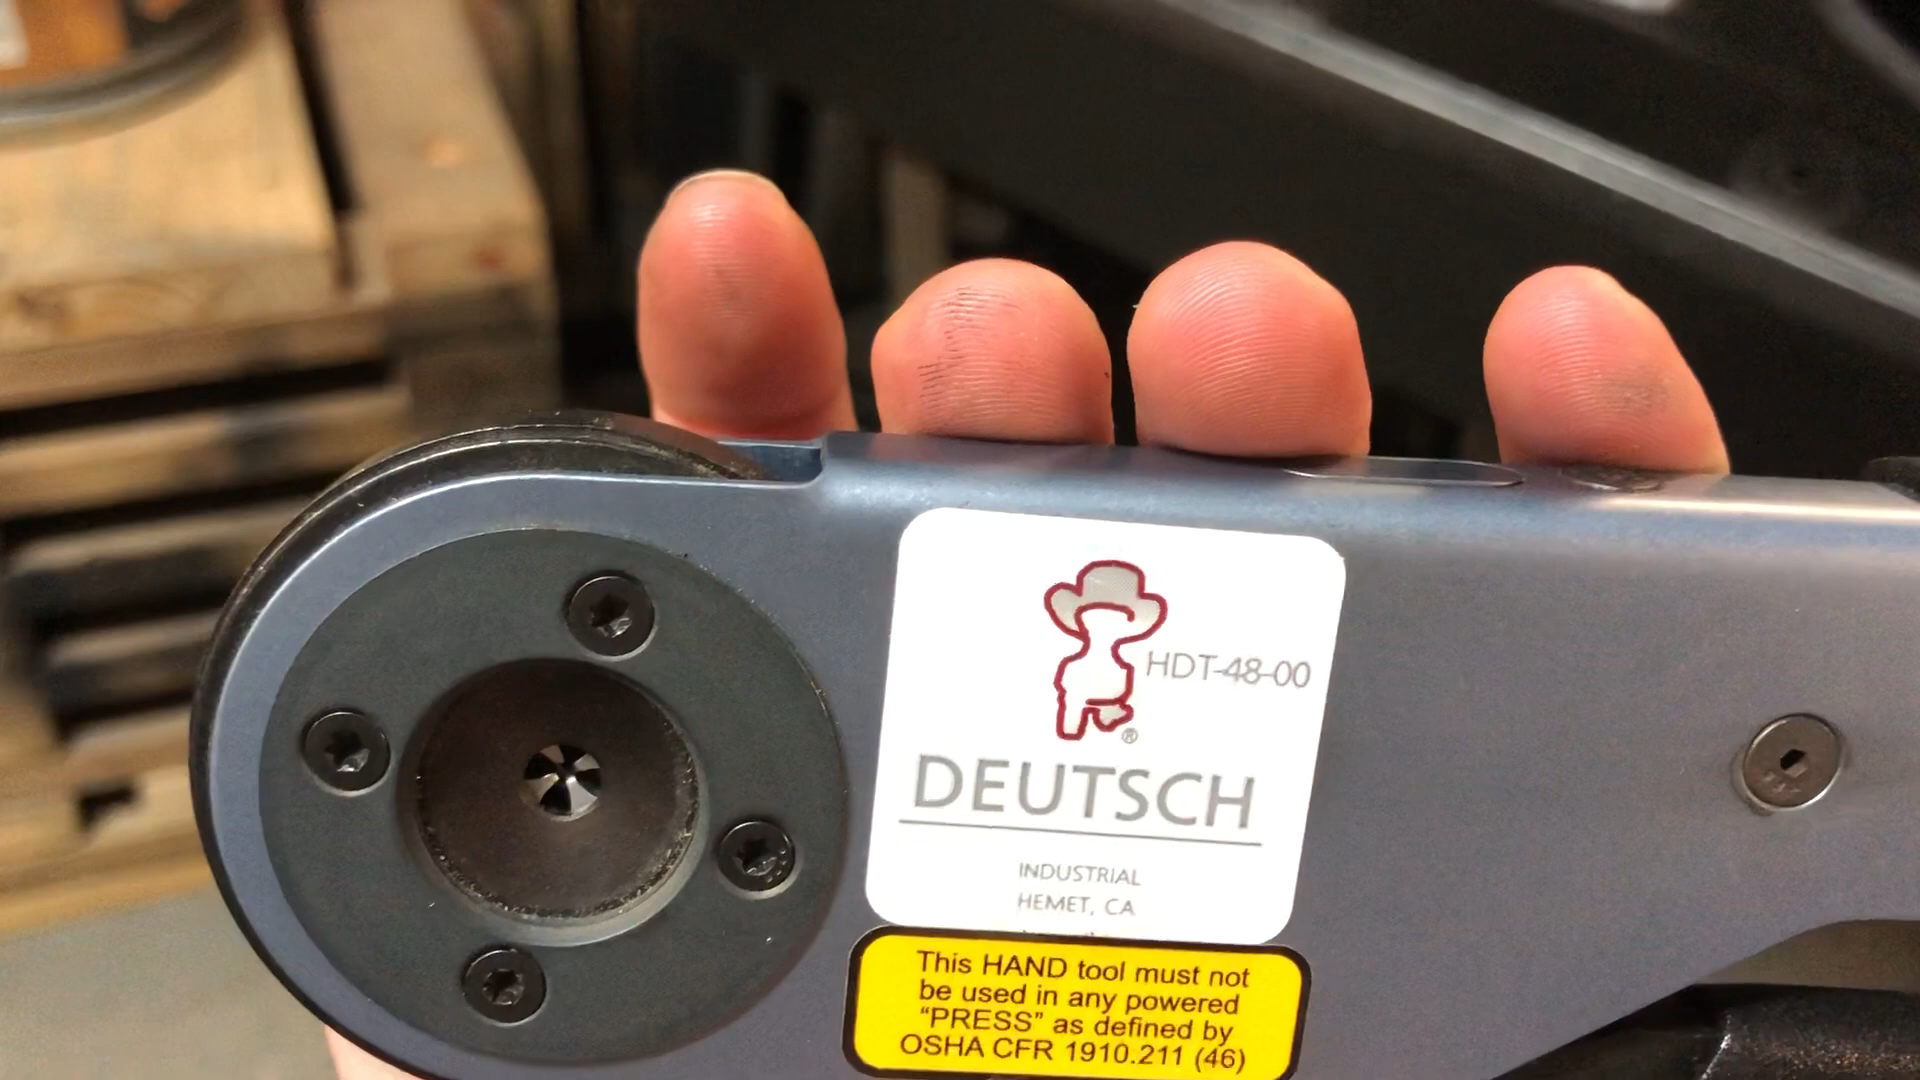 HDT-48-00
®
DEUTSCH
INDUSTRIAL
HEMET, CA
This HAND tool must not
be used in any powered
“PRESS” as defined by
OSHA CFR 1910.211 (46)